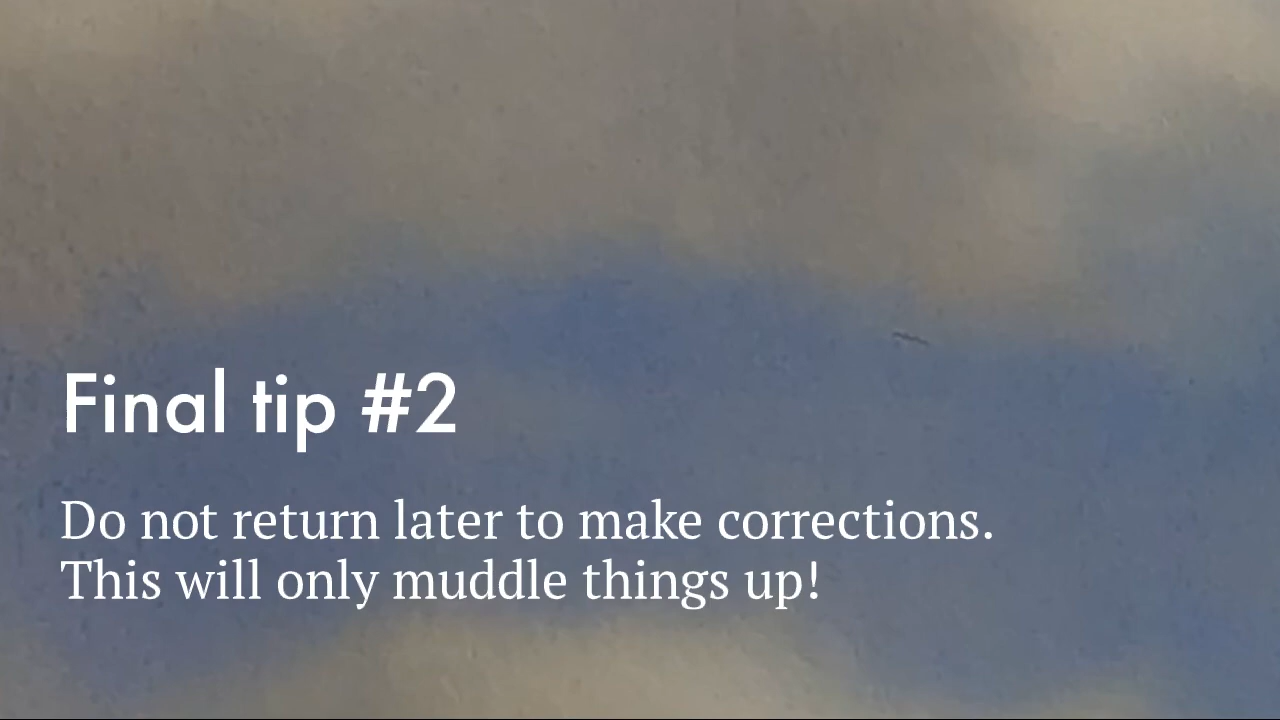 Final tip #2
Do not return later to make corrections.
This will only muddle things up!